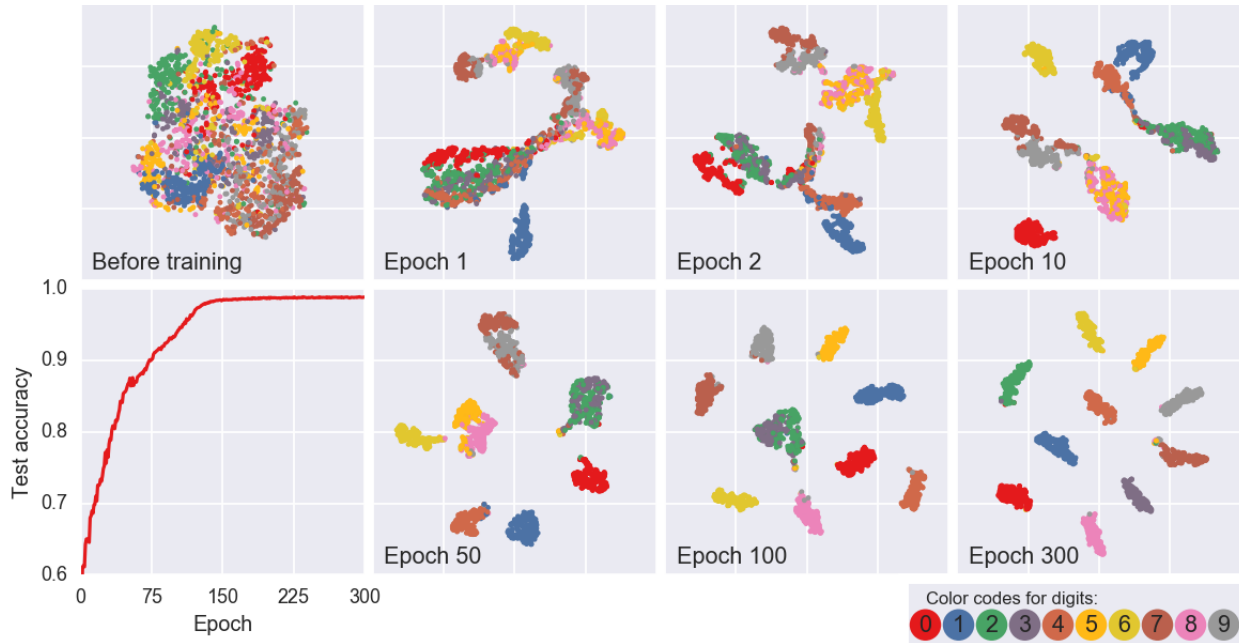 Before training
Epoch 1
Epoch 2
Epoch 10
1.0
0.9
0.8
0.7
0.6
Test accuracy
0 75 150 225 300
Epoch
Epoch 50
Epoch 100
Epoch 300
Color codes for digits:
0 1 2 3 4 5 6 7 8 9